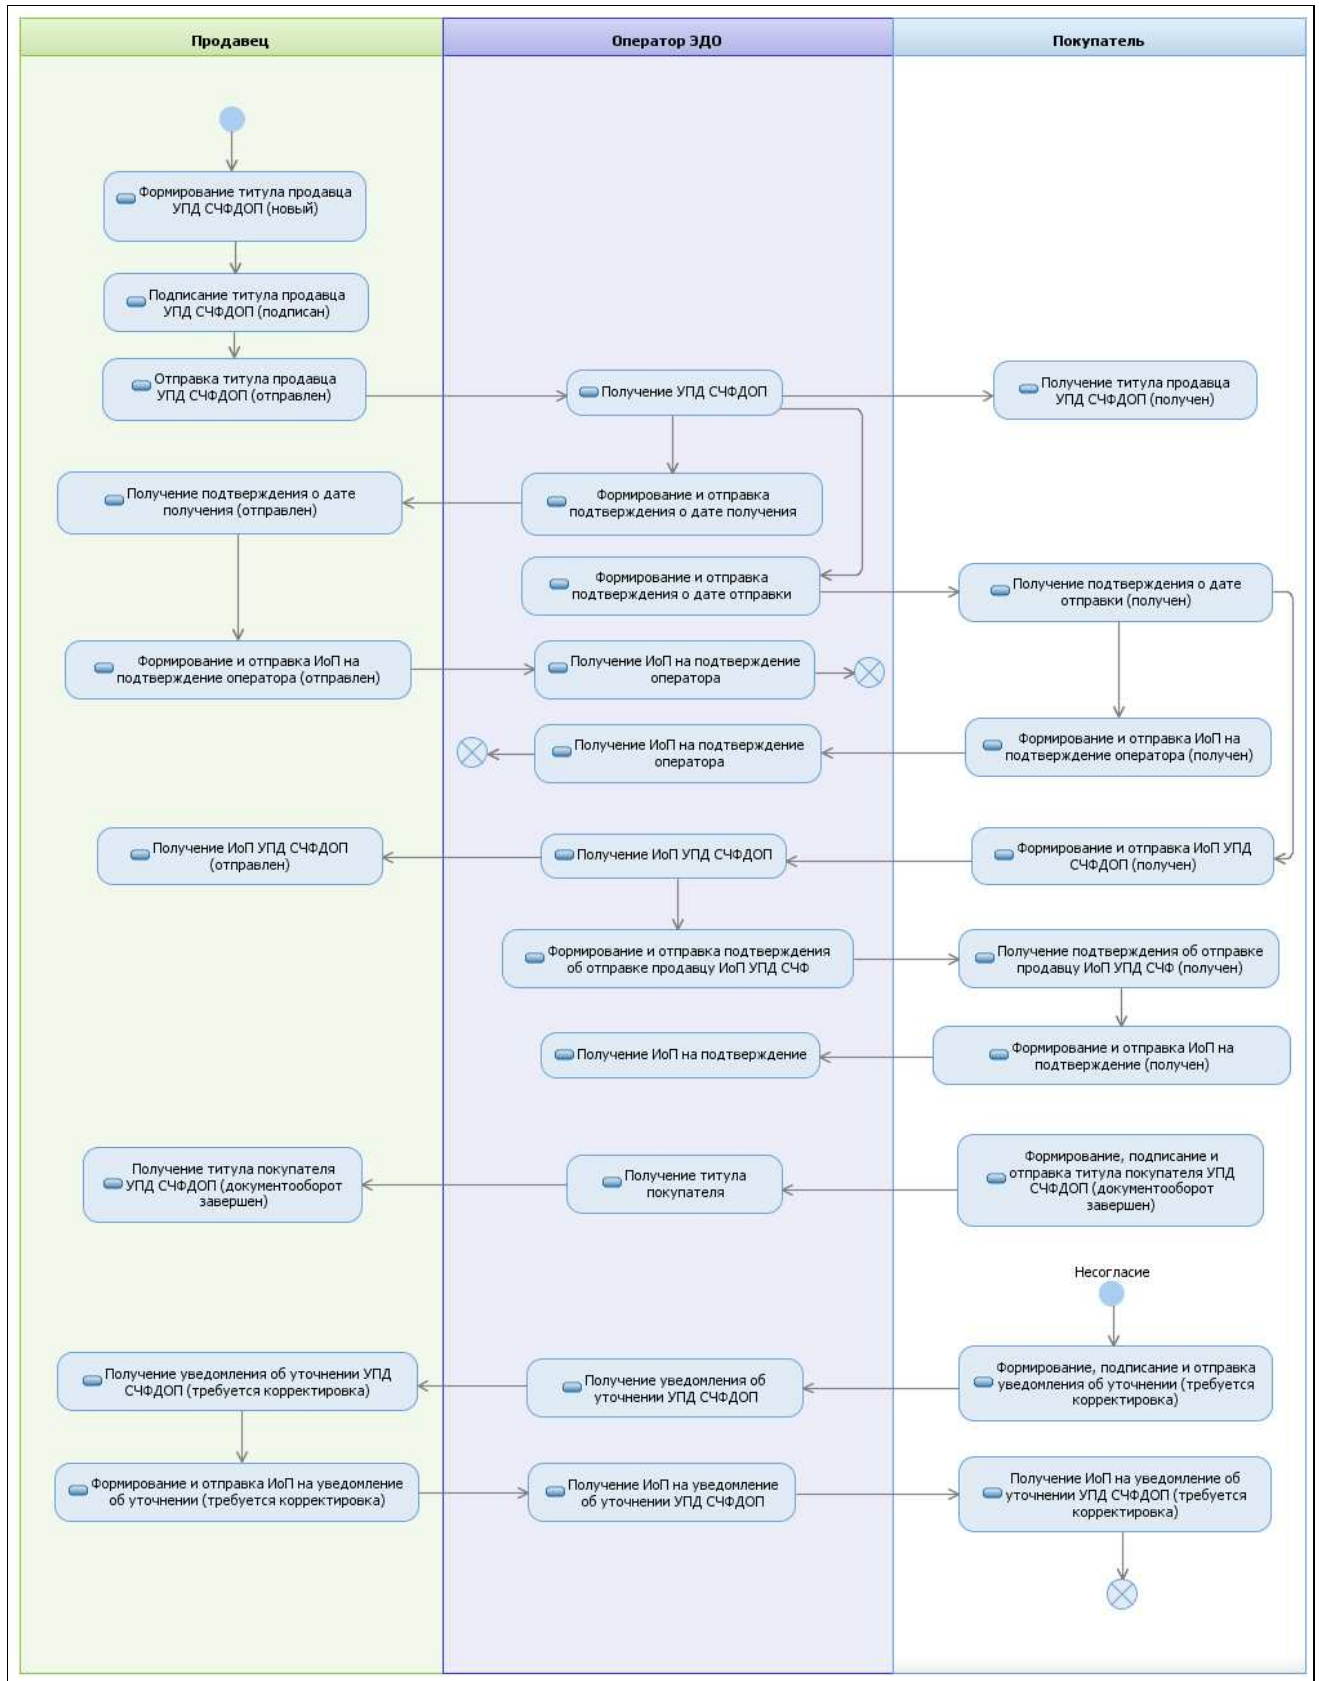 Продавец
Оператор ЭДО
Покупатель
Формирование титула продавца
УПД СЧФДОП (новый)
Подписание титула продавца
УПД СЧФДОП (подписан)
Отправка титула продавца
УПД СЧФДОП (отправлен)
Получение УПД СЧФДОП
Получение титула продавца
УПД СЧФДОП (получен)
Получение подтверждения о дате
получения (отправлен)
Формирование и отправка
подтверждения о дате получения
Формирование и отправка
подтверждения о дате отправки
Получение подтверждения о дате
отправки (получен)
Формирование и отправка ИоП на
подтверждение оператора (отправлен)
Получение ИоП на подтверждение
оператора
Получение ИоП на подтверждение
оператора
Формирование и отправка ИоП на
подтверждение оператора (получен)
Получение ИоП УПД СЧФДОП
(отправлен)
Получение ИоП УПД СЧФДОП
Формирование и отправка ИоП УПД
СЧФДОП (получен)
Формирование и отправка подтверждения
об отправке продавцу ИоП УПД СЧФ
Получение подтверждения об отправке
продавцу ИоП УПД СЧФ (получен)
Получение ИоП на подтверждение
Формирование и отправка ИоП на
подтверждение (получен)
Получение титула покупателя
УПД СЧФДОП (документооборот
завершен)
Получение титула
покупателя
Формирование, подписание и
отправка титула покупателя УПД
СЧФДОП (документооборот
завершен)
Несогласие
Получение уведомления об уточнении УПД
СЧФДОП (требуется корректировка)
Получение уведомления об
уточнении УПД СЧФДОП
Формирование, подписание и отправка
уведомления об уточнении (требуется
корректировка)
Формирование и отправка ИоП на уведомление
об уточнении (требуется корректировка)
Получение ИоП на уведомление
об уточнении УПД СЧФДОП
Получение ИоП на уведомление об
уточнении УПД СЧФДОП (требуется
корректировка)